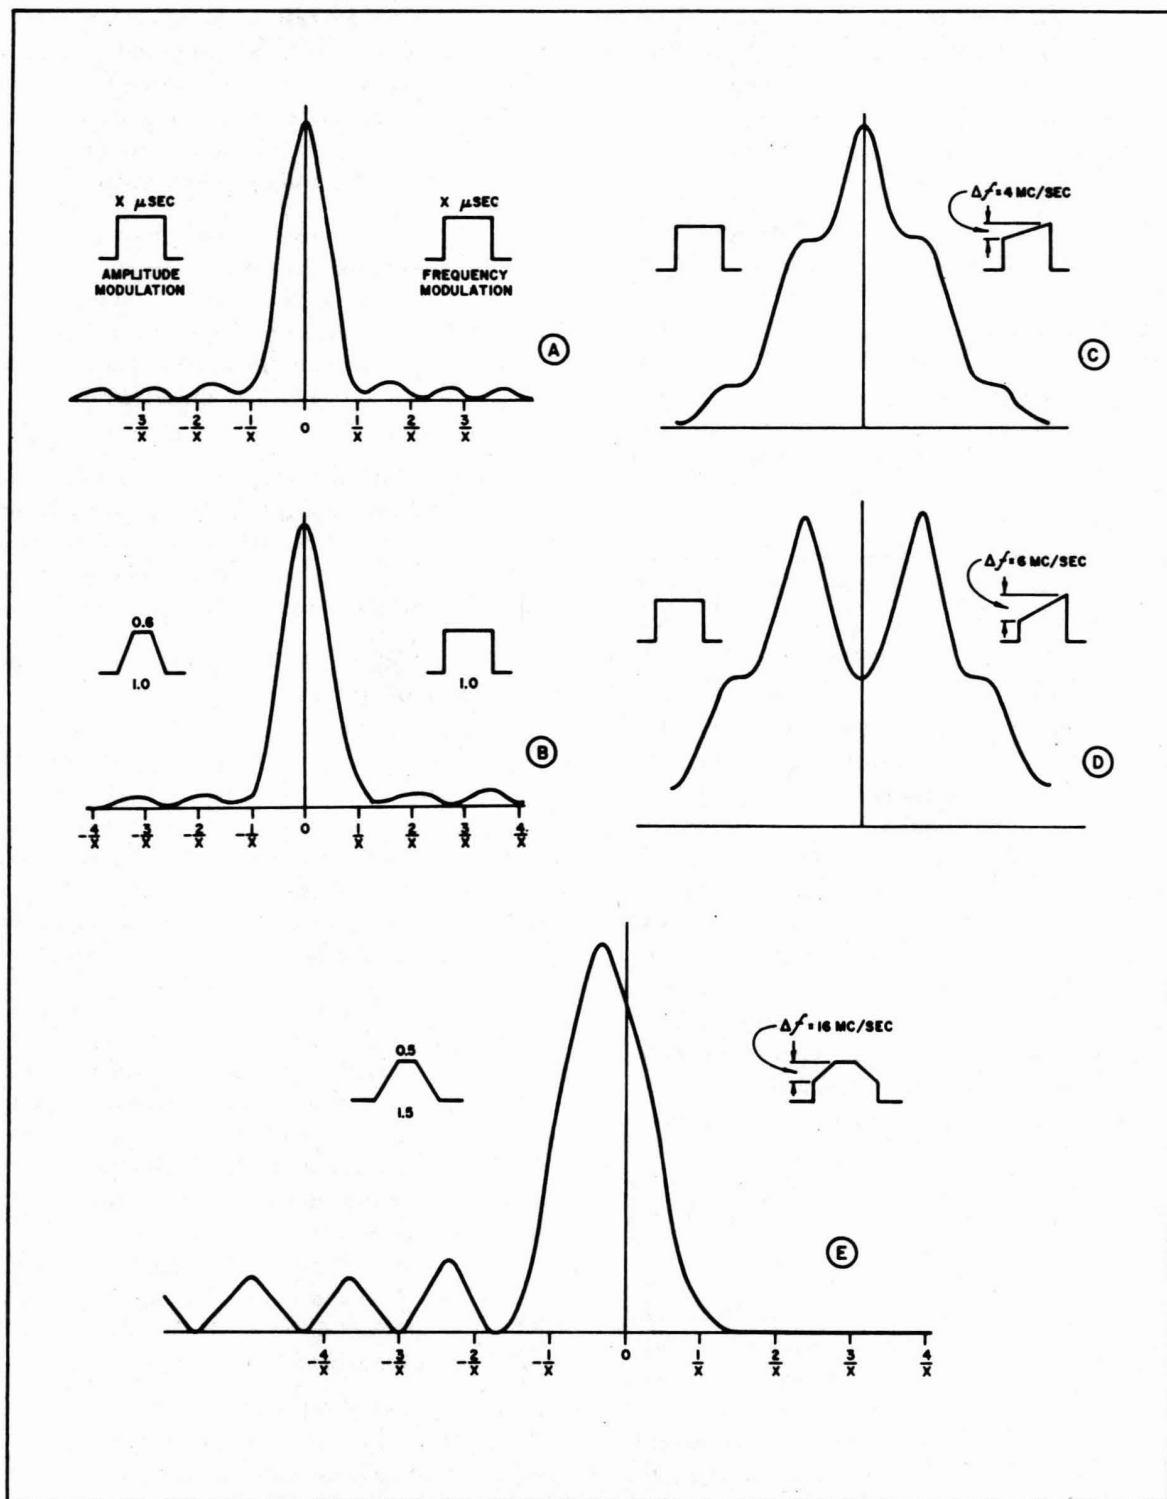 X μSEC
AMPLITUDE
MODULATION
X μSEC
FREQUENCY
MODULATION
A
-3/X -2/X -1/X 0 1/X 2/X 3/X
Δf=4 MC/SEC
C
0.6
1.0
1.0
B
-4/X -3/X -2/X -1/X 0 1/X 2/X 3/X 4/X
Δf=6 MC/SEC
D
0.5
1.5
Δf=16 MC/SEC
E
-4/X -3/X -2/X -1/X 0 1/X 2/X 3/X 4/X